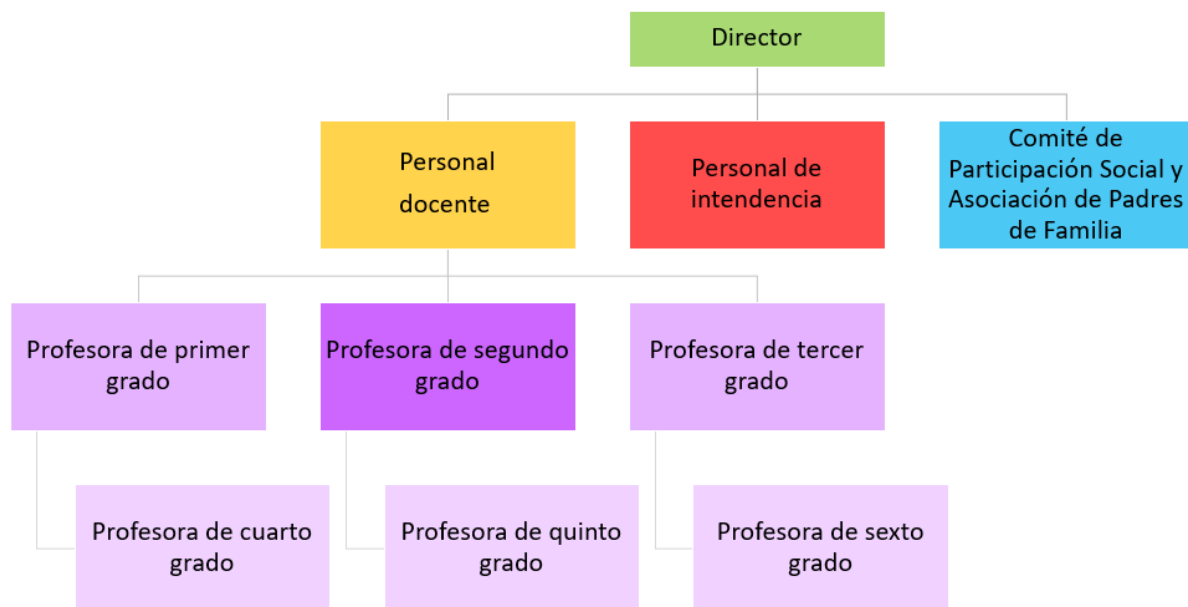 Director
Personal
docente
Personal de
intendencia
Comité de
Participación Social y
Asociación de Padres
de Familia
Profesora de primer
grado
Profesora de segundo
grado
Profesora de tercer
grado
Profesora de cuarto
grado
Profesora de quinto
grado
Profesora de sexto
grado